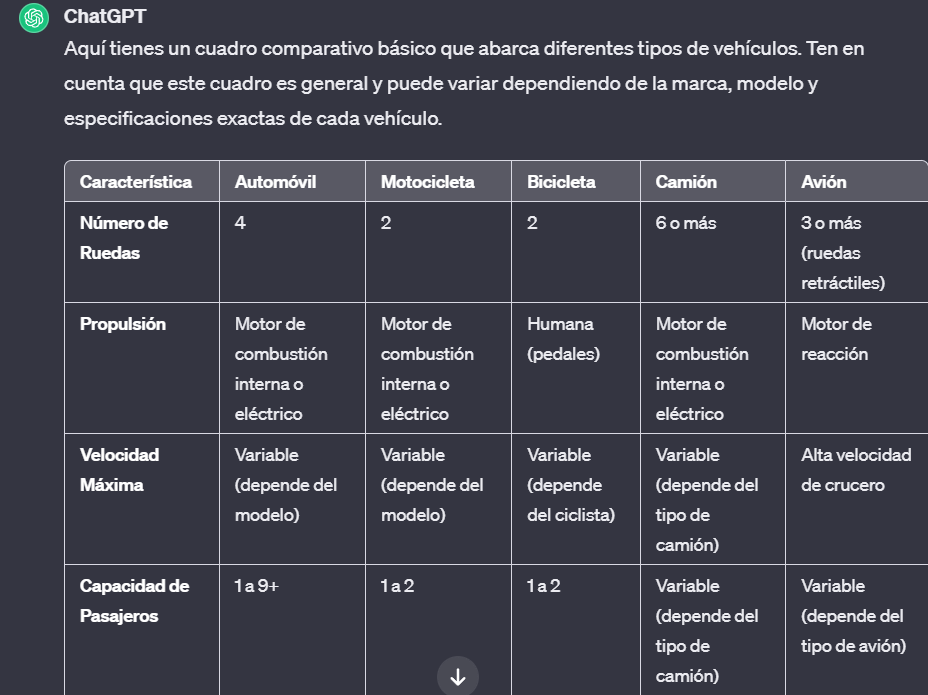 ChatGPT
Aquí tienes un cuadro comparativo básico que abarca diferentes tipos de vehículos. Ten en
cuenta que este cuadro es general y puede variar dependiendo de la marca, modelo y
especificaciones exactas de cada vehículo.
Característica Automóvil Motocicleta Bicicleta Camión Avión
Número de 4 2 2 6 o más 3 o más
Ruedas (ruedas
retráctiles)
Propulsión Motor de Motor de Humana Motor de Motor de
combustión combustión (pedales) combustión reacción
interna o interna o interna o
eléctrico eléctrico eléctrico
Velocidad Variable Variable Variable Variable Alta velocidad
Máxima (depende del (depende del (depende (depende del de crucero
modelo) modelo) del ciclista) tipo de
camión)
Capacidad de 1 a 9+ 1 a 2 1 a 2 Variable Variable
Pasajeros (depende del (depende del
tipo de tipo de avión)
camión)